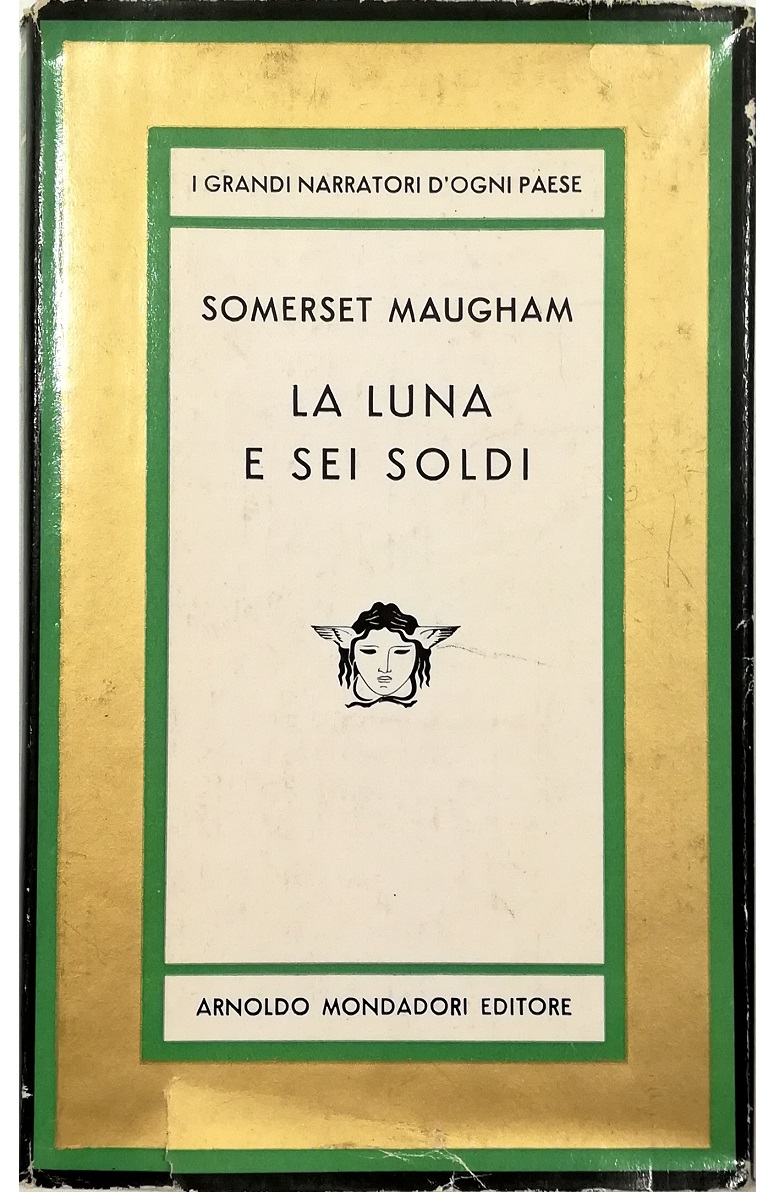 I GRANDI NARRATORI D'OGNI PAESE
SOMERSET MAUGHAM
LA LUNA
E SEI SOLDI
ARNOLDO MONDADORI EDITORE